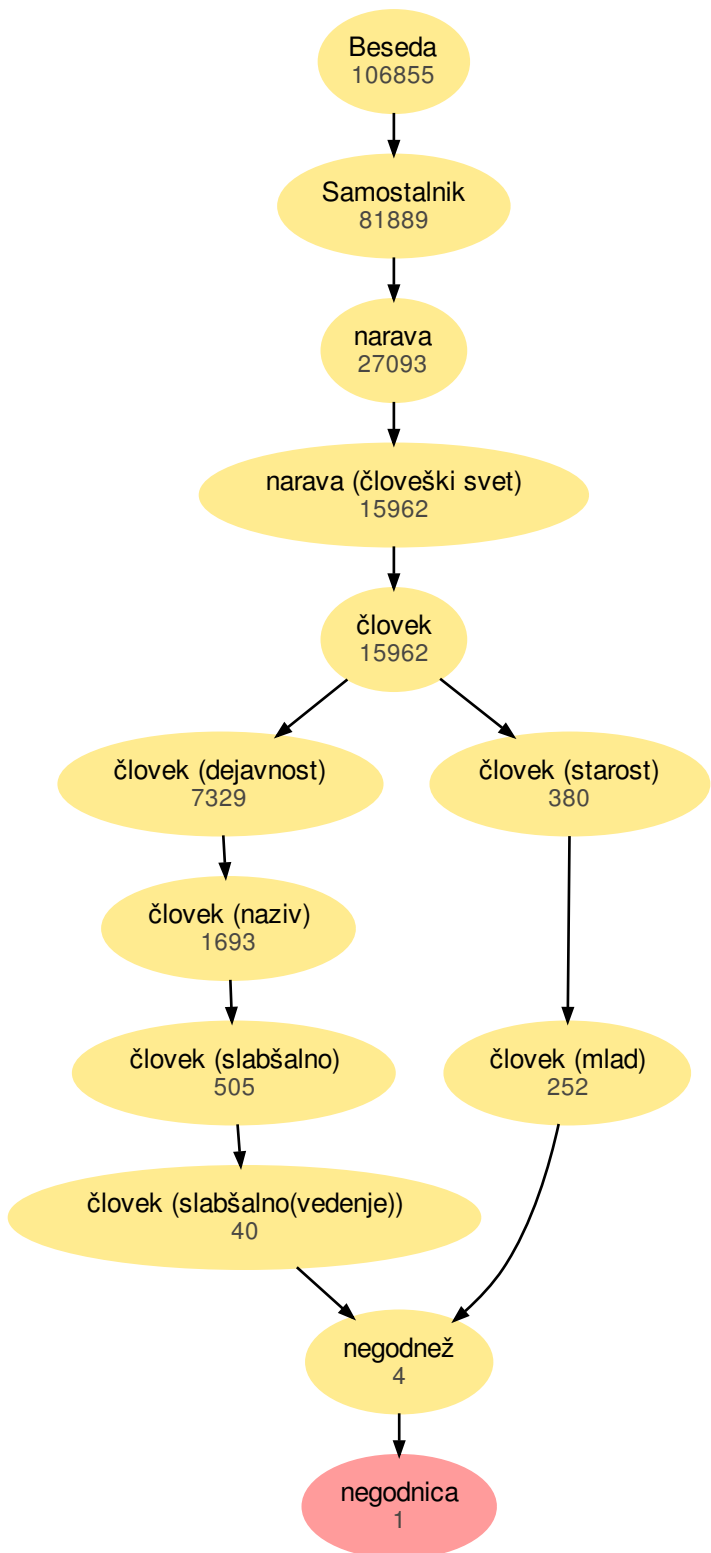 Beseda
106855
Samostalnik
81889
narava
27093
narava (človeški svet)
15962
človek
15962
človek (dejavnost)
7329
človek (starost)
380
človek (naziv)
1693
človek (slabšalno)
505
človek (mlad)
252
človek (slabšalno(vedenje))
40
negodnež
4
negodnica
1